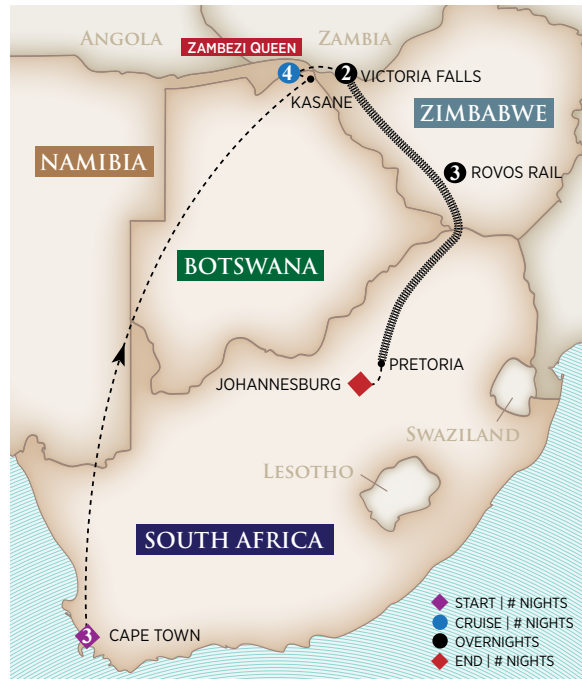 ANGOLA
ZAMBIA
ZAMBEZI QUEEN
4
2 VICTORIA FALLS
KASANE
ZIMBABWE
NAMIBIA
3 ROVOS RAIL
BOTSWANA
PRETORIA
JOHANNESBURG
SWAZILAND
LESOTHO
SOUTH AFRICA
3 CAPE TOWN
START | # NIGHTS
CRUISE | # NIGHTS
OVERNIGHTS
END | # NIGHTS